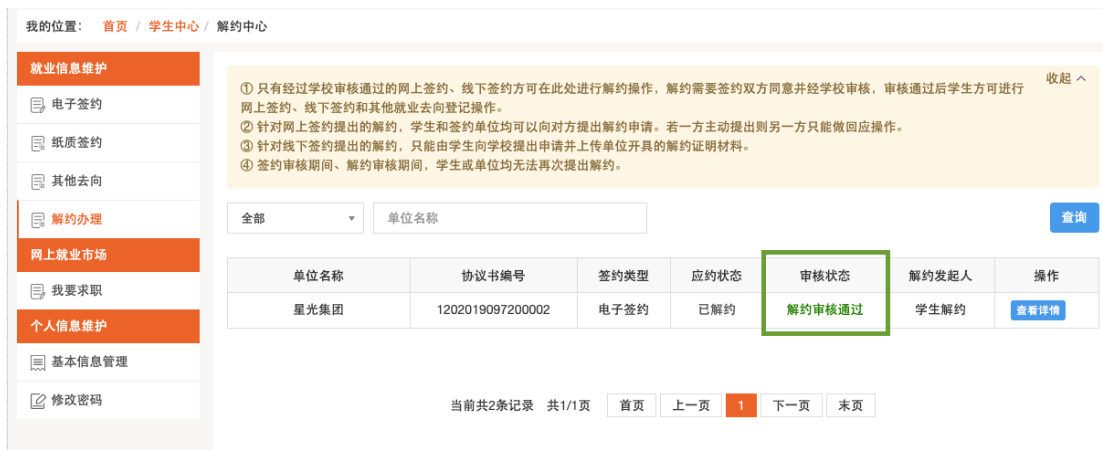 我的位置： 首页 / 学生中心 / 解约中心
就业信息维护
电子签约
纸质签约
其他去向
解约办理
网上就业市场
我要求职
个人信息维护
基本信息管理
修改密码
收起
① 只有经过学校审核通过的网上签约、线下签约方可在此处进行解约操作，解约需要签约双方同意并经学校审核，审核通过后学生方可进行
网上签约、线下签约和其他就业去向登记操作。
② 针对网上签约提出的解约，学生和签约单位均可以向对方提出解约申请。若一方主动提出则另一方只能做回应操作。
③ 针对线下签约提出的解约，只能由学生向学校提出申请并上传单位开具的解约证明材料。
④ 签约审核期间、解约审核期间，学生或单位均无法再次提出解约。
全部 单位名称 查询
单位名称 协议书编号 签约类型 应约状态 审核状态 解约发起人 操作
星光集团 1202019097200002 电子签约 已解约 解约审核通过 学生解约 查看详情
当前共2条记录 共1/1页 首页 上一页 1 下一页 末页